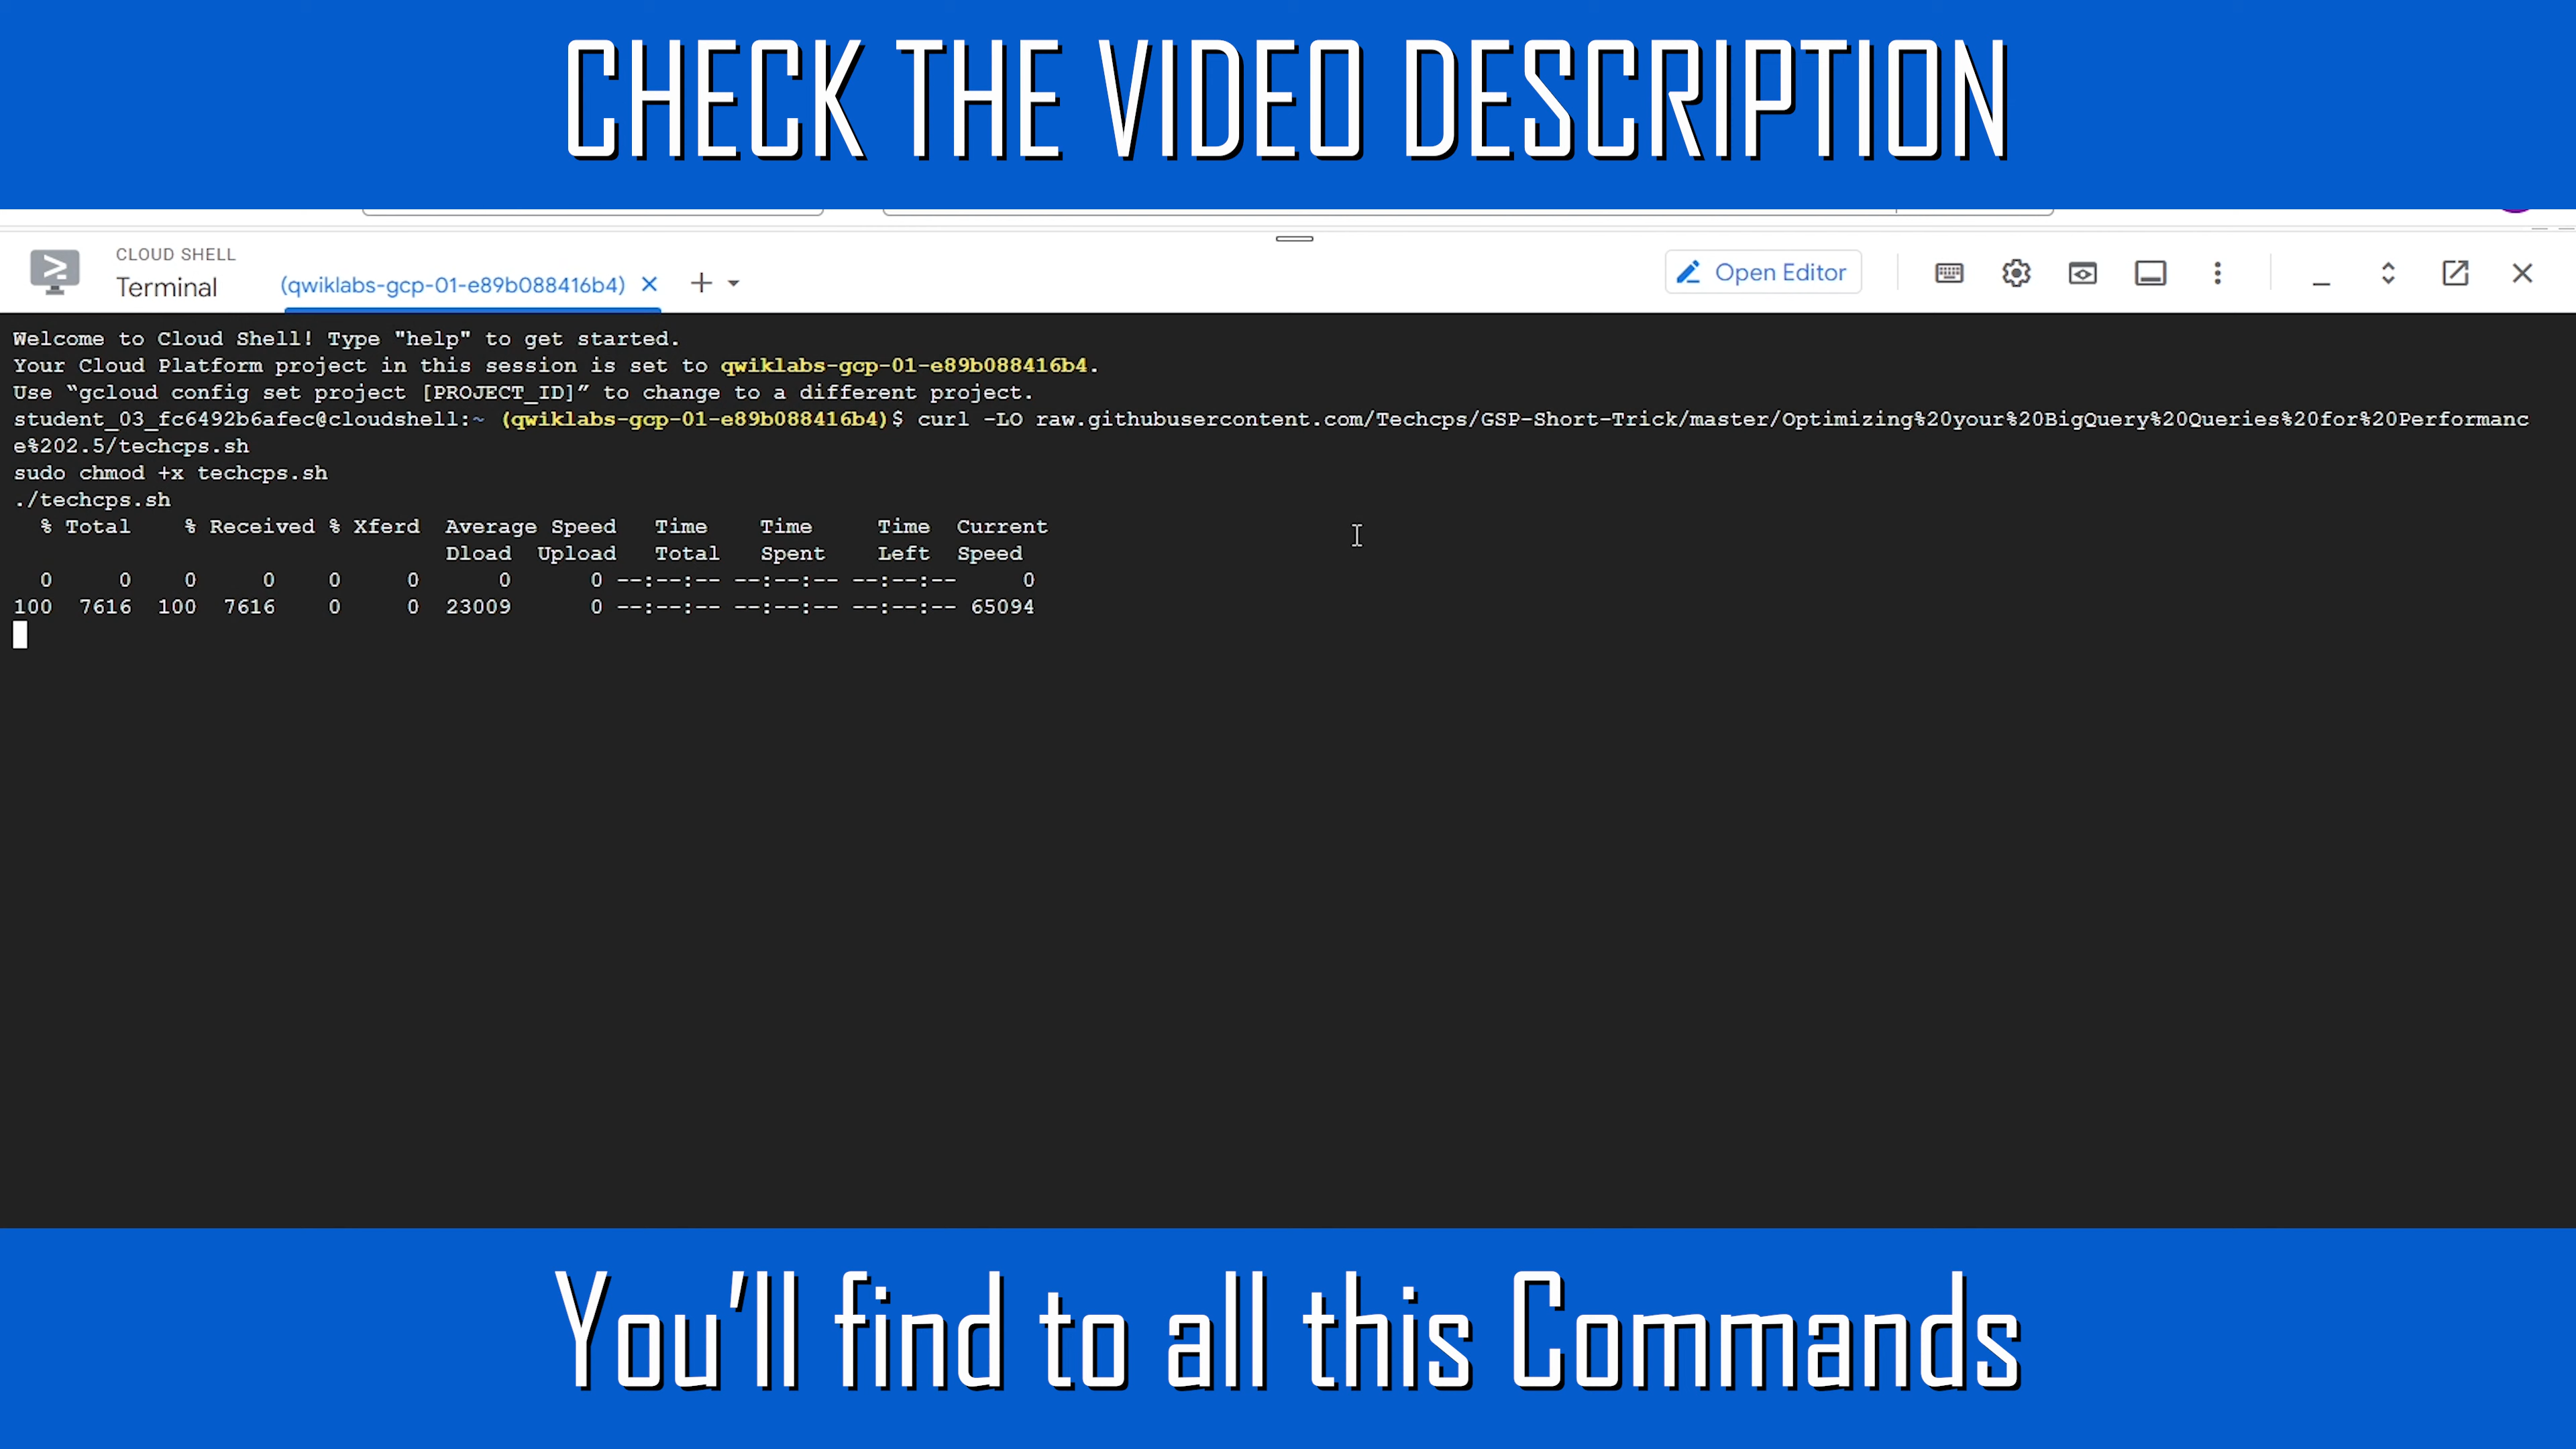 CHECK THE VIDEO DESCRIPTION
CLOUD SHELL
Terminal
(qwiklabs-gcp-01-e89b088416b4)
Open Editor
Welcome to Cloud Shell! Type "help" to get started.
Your Cloud Platform project in this session is set to qwiklabs-gcp-01-e89b088416b4.
Use “gcloud config set project [PROJECT_ID]” to change to a different project.
student_03_fc6492b6afec@cloudshell:~ (qwiklabs-gcp-01-e89b088416b4)$ curl -LO raw.githubusercontent.com/Techcps/GSP-Short-Trick/master/Optimizing%20your%20BigQuery%20Queries%20for%20Performanc
e%202.5/techcps.sh
sudo chmod +x techcps.sh
./techcps.sh
% Total % Received % Xferd Average Speed Time Time Time Current
Dload Upload Total Spent Left Speed
0 0 0 0 0 0 0 0 --:--:-- --:--:-- --:--:-- 0
100 7616 100 7616 0 0 23009 0 --:--:-- --:--:-- --:--:-- 65094
You'll find to all this Commands